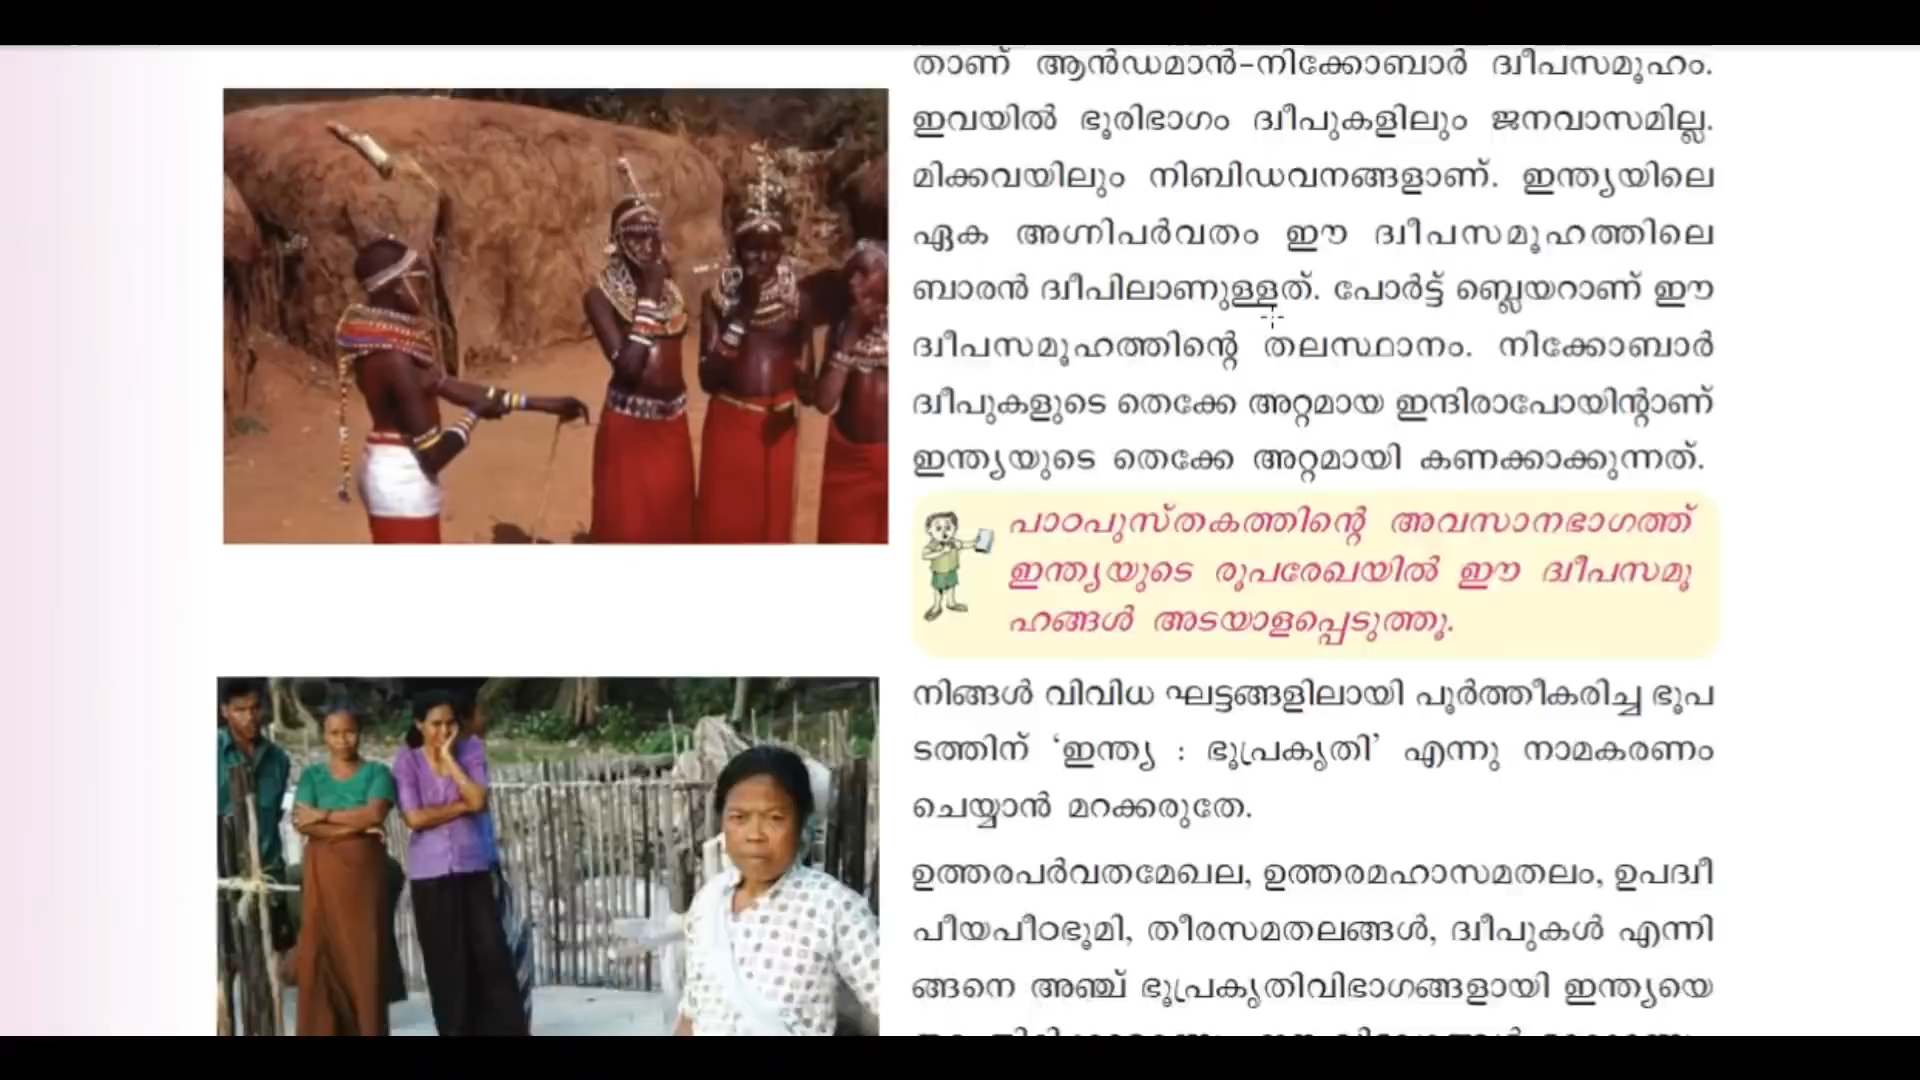 താണ് ആൻഡമാൻ-നിക്കോബാർ ദ്വീപസമൂഹം.
ഇവയിൽ ഭൂരിഭാഗം ദ്വീപുകളിലും ജനവാസമില്ല.
മിക്കവയിലും നിബിഡവനങ്ങളാണ്. ഇന്ത്യയിലെ
ഏക അഗ്നിപർവതം ഈ ദ്വീപസമൂഹത്തിലെ
ബാരൻ ദ്വീപിലാണുള്ളത്. പോർട്ട് ബ്ലെയറാണ് ഈ
ദ്വീപസമൂഹത്തിന്റെ തലസ്ഥാനം. നിക്കോബാർ
ദ്വീപുകളുടെ തെക്കേ അറ്റമായ ഇന്ദിരാപോയിന്റാണ്
ഇന്ത്യയുടെ തെക്കേ അറ്റമായി കണക്കാക്കുന്നത്.
പാഠപുസ്തകത്തിന്റെ അവസാനഭാഗത്ത്
ഇന്ത്യയുടെ രൂപരേഖയിൽ ഈ ദ്വീപസമൂ
ഹങ്ങൾ അടയാളപ്പെടുത്തൂ.
നിങ്ങൾ വിവിധ ഘട്ടങ്ങളിലായി പൂർത്തീകരിച്ച ഭൂപ
ടത്തിന് ‘ഇന്ത്യ : ഭൂപ്രകൃതി’ എന്നു നാമകരണം
ചെയ്യാൻ മറക്കരുതേ.
ഉത്തരപർവതമേഖല, ഉത്തരമഹാസമതലം, ഉപദ്വീ
പീയപീഠഭൂമി, തീരസമതലങ്ങൾ, ദ്വീപുകൾ എന്നി
ങ്ങനെ അഞ്ച് ഭൂപ്രകൃതിവിഭാഗങ്ങളായി ഇന്ത്യയെ